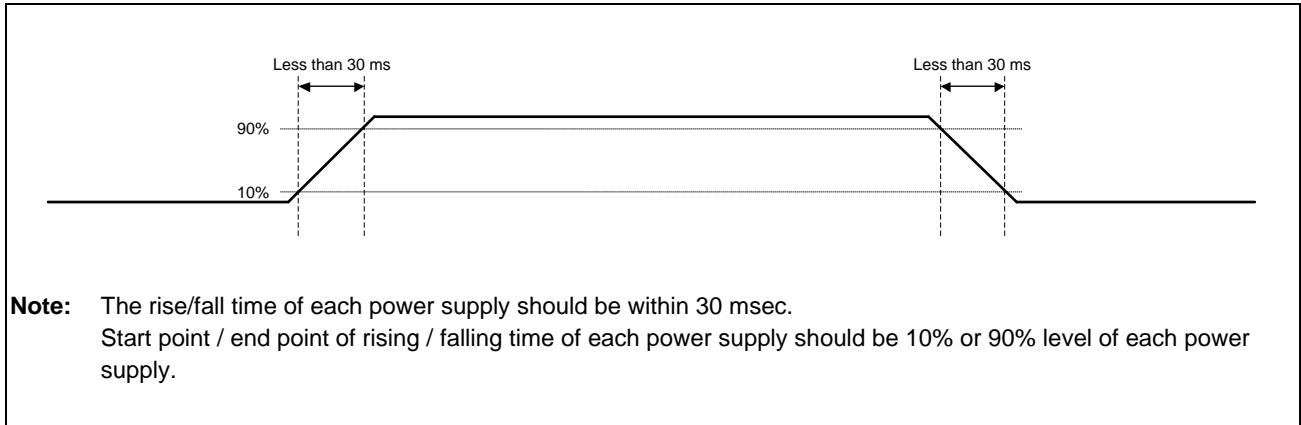 Less than 30 ms Less than 30 ms
90%
10%
Note: The rise/fall time of each power supply should be within 30 msec.
Start point / end point of rising / falling time of each power supply should be 10% or 90% level of each power
supply.